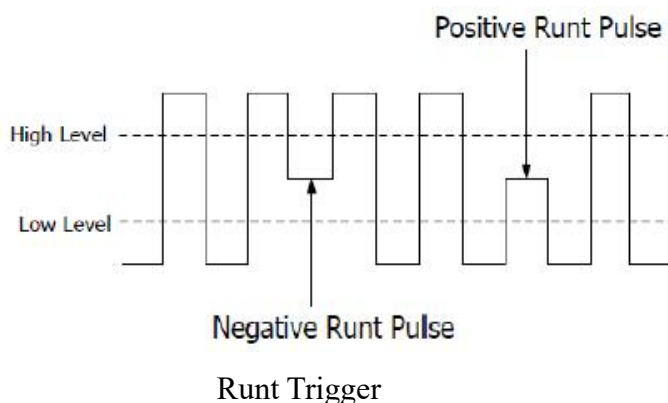 Positive Runt Pulse
High Level
Low Level
Negative Runt Pulse
Runt Trigger